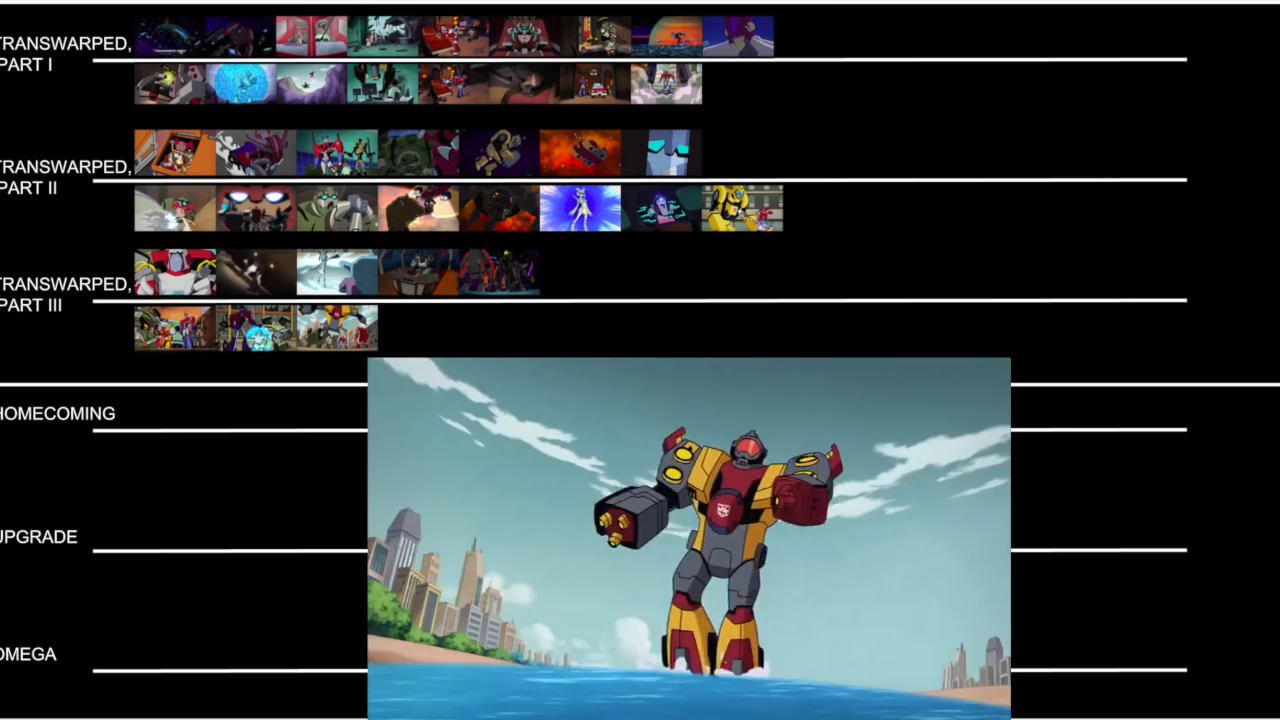 TRANSWARPED,
PART I
TRANSWARPED,
PART II
TRANSWARPED,
PART III
HOMECOMING
UPGRADE
OMEGA